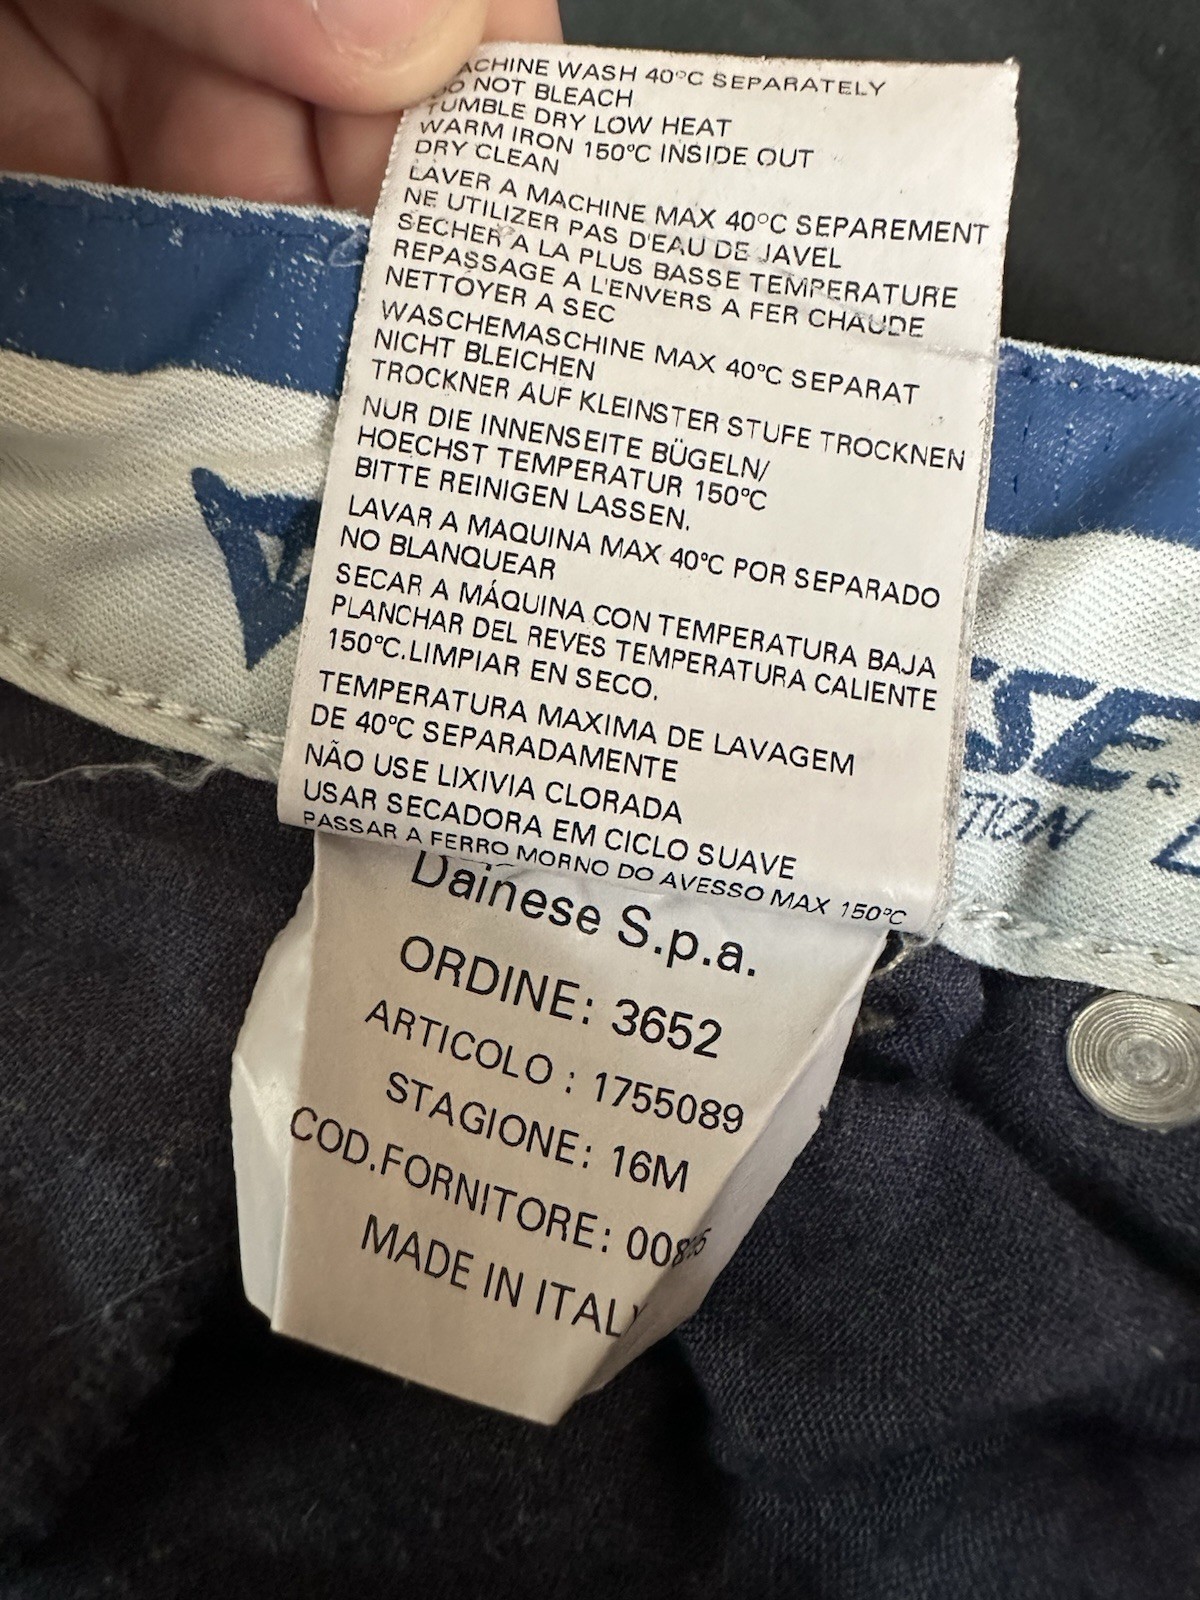 ACHINE WASH 40°C SEPARATELY
DO NOT BLEACH
TUMBLE DRY LOW HEAT
WARM IRON 150°C INSIDE OUT
DRY CLEAN
LAVER A MACHINE MAX 40°C SEPAREMENT
NE UTILIZER PAS D'EAU DE JAVEL
SECHER A LA PLUS BASSE TEMPERATURE
REPASSAGE A L'ENVERS A FER CHAUDE
NETTOYER A SEC
WASCHEMASCHINE MAX 40°C SEPARAT
NICHT BLEICHEN
TROCKNER AUF KLEINSTER STUFE TROCKNEN
NUR DIE INNENSEITE BÜGELN/
HOECHST TEMPERATUR 150°C
BITTE REINIGEN LASSEN.
LAVAR A MAQUINA MAX 40°C POR SEPARADO
NO BLANQUEAR
SECAR A MÁQUINA CON TEMPERATURA BAJA
PLANCHAR DEL REVES TEMPERATURA CALIENTE
150°C.LIMPIAR EN SECO.
TEMPERATURA MAXIMA DE LAVAGEM
DE 40°C SEPARADAMENTE
NÃO USE LIXIVIA CLORADA
USAR SECADORA EM CICLO SUAVE
PASSAR A FERRO MORNO DO AVESSO MAX 150°C
Dainese S.p.a.
ORDINE: 3652
ARTICOLO : 1755089
STAGIONE: 16M
COD.FORNITORE:
MADE IN ITALY
ESE
TION